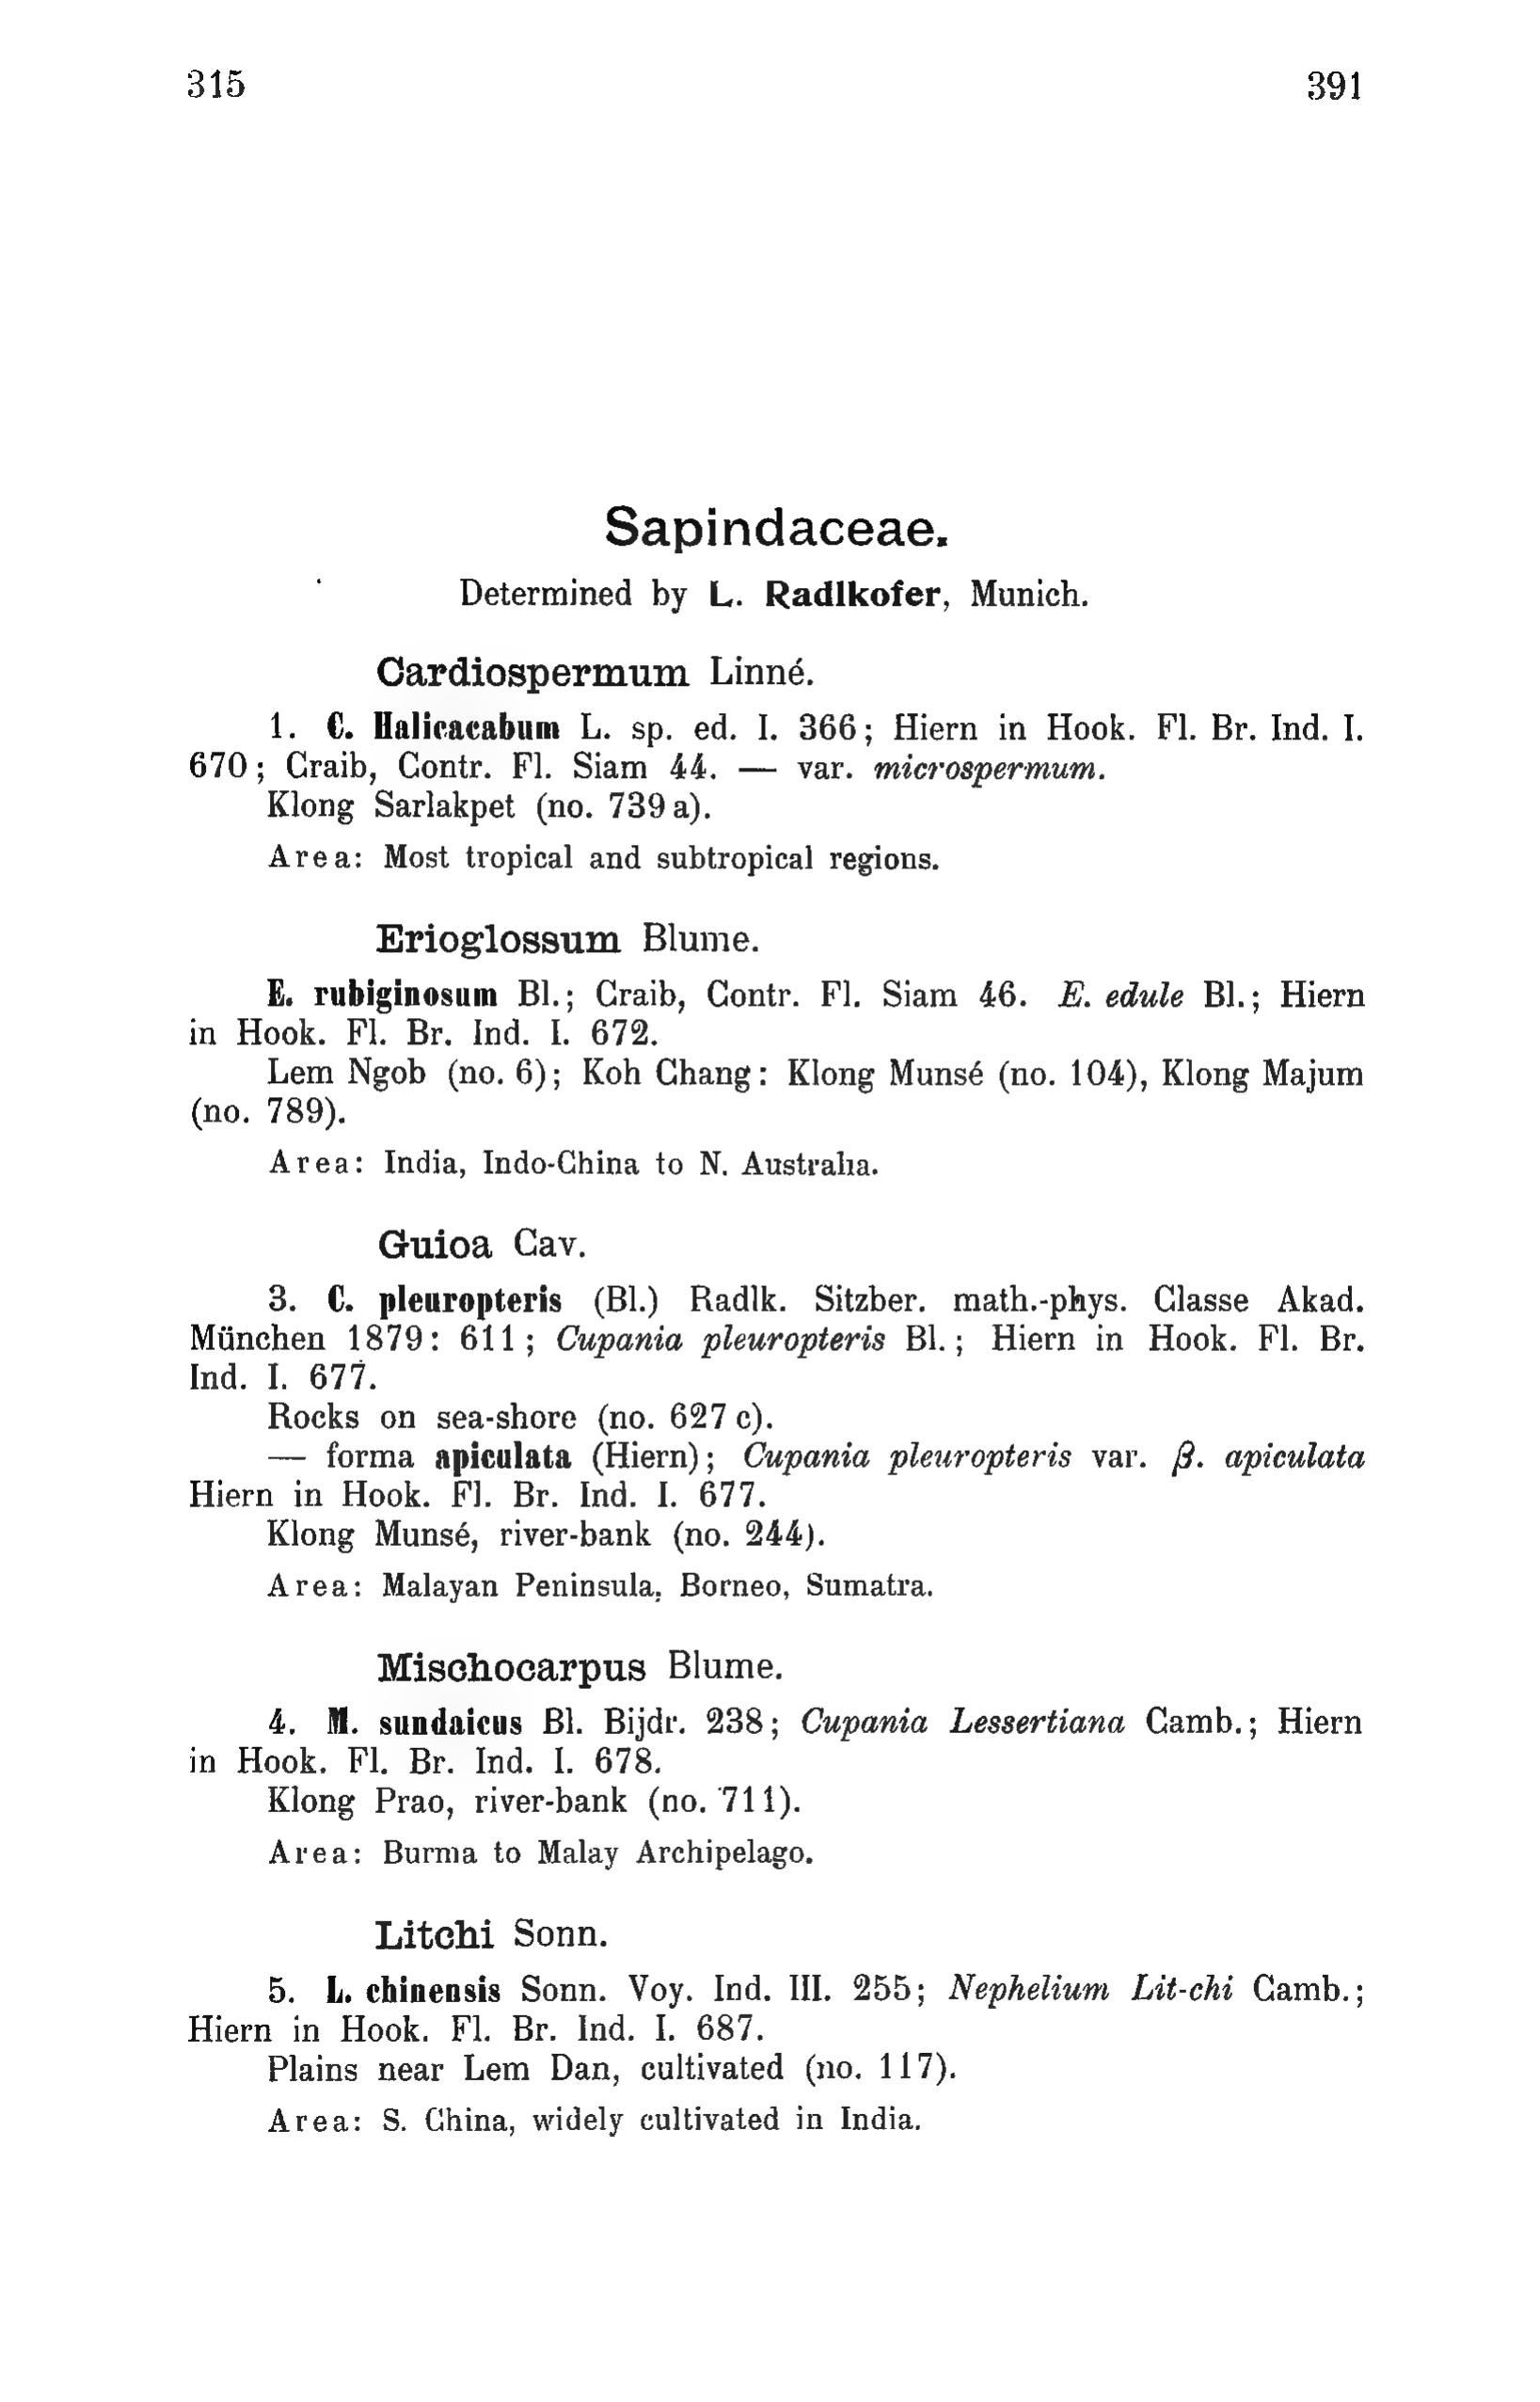 315 391
Sapindaceae.
Determined by L. Radlkofer, Munich.
Cardiospermum Linné.
1. C. Halicacabum L. sp. ed. I. 366; Hiern in Hook. Fl. Br. Ind. I.
670; Craib, Contr. Fl. Siam 44. — var. microspermum.
Klong Sarlakpet (no. 739 a).
Area: Most tropical and subtropical regions.
Erioglossum Blume.
E. rubiginosum Bl.; Craib, Contr. Fl. Siam 46. E. edule Bl.; Hiern
in Hook. Fl. Br. Ind. I. 672.
Lem Ngob (no. 6); Koh Chang: Klong Munsé (no. 104), Klong Majum
(no. 789).
Area: India, Indo-China to N. Australia.
Guioa Cav.
3. C. pleuropteris (Bl.) Radlk. Sitzber. math.-phys. Classe Akad.
München 1879: 611; Cupania pleuropteris Bl.; Hiern in Hook. Fl. Br.
Ind. I. 677.
Rocks on sea-shore (no. 627 c).
— forma apiculata (Hiern); Cupania pleuropteris var. β. apiculata
Hiern in Hook. Fl. Br. Ind. I. 677.
Klong Munsé, river-bank (no. 244).
Area: Malayan Peninsula, Borneo, Sumatra.
Mischocarpus Blume.
4. M. sundaicus Bl. Bijdr. 238; Cupania Lessertiana Camb.; Hiern
in Hook. Fl. Br. Ind. I. 678.
Klong Prao, river-bank (no. 711).
Area: Burma to Malay Archipelago.
Litchi Sonn.
5. L. chinensis Sonn. Voy. Ind. III. 255; Nephelium Lit-chi Camb.;
Hiern in Hook. Fl. Br. Ind. I. 687.
Plains near Lem Dan, cultivated (no. 117).
Area: S. China, widely cultivated in India.